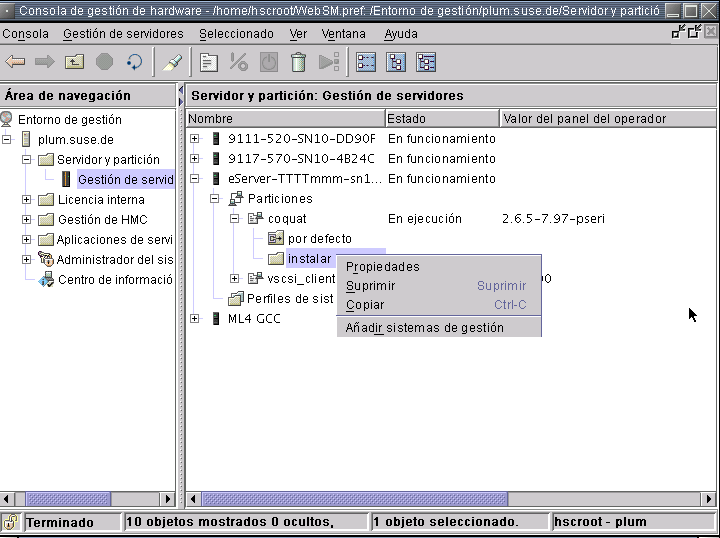 Consola de gestión de hardware - /home/hscroot/WebSM.pref: /Entorno de gestión/plum.suse.de/Servidor y partició
Consola Gestión de servidores Seleccionado Ver Ventana Ayuda
Área de navegación
Servidor y partición: Gestión de servidores
Entorno de gestión
plum.suse.de
Servidor y partición
Gestión de servid
Licencia interna
Gestión de HMC
Aplicaciones de servi
Administrador del sis
Centro de informació
Nombre Estado Valor del panel del operador
9111-520-SN10-DD90F En funcionamiento
9117-570-SN10-4B24C En funcionamiento
eServer-TTTTmmm-sn1... En funcionamiento
Particiones
coquat En ejecución 2.6.5-7.97-pseri
por defecto
instalar
vscsi_client 00
Perfiles de sist
ML4 GCC
Propiedades
Suprimir Suprimir
Copiar Ctrl-C
Añadir sistemas de gestión
Terminado 10 objetos mostrados 0 ocultos, 1 objeto seleccionado. hscroot - plum